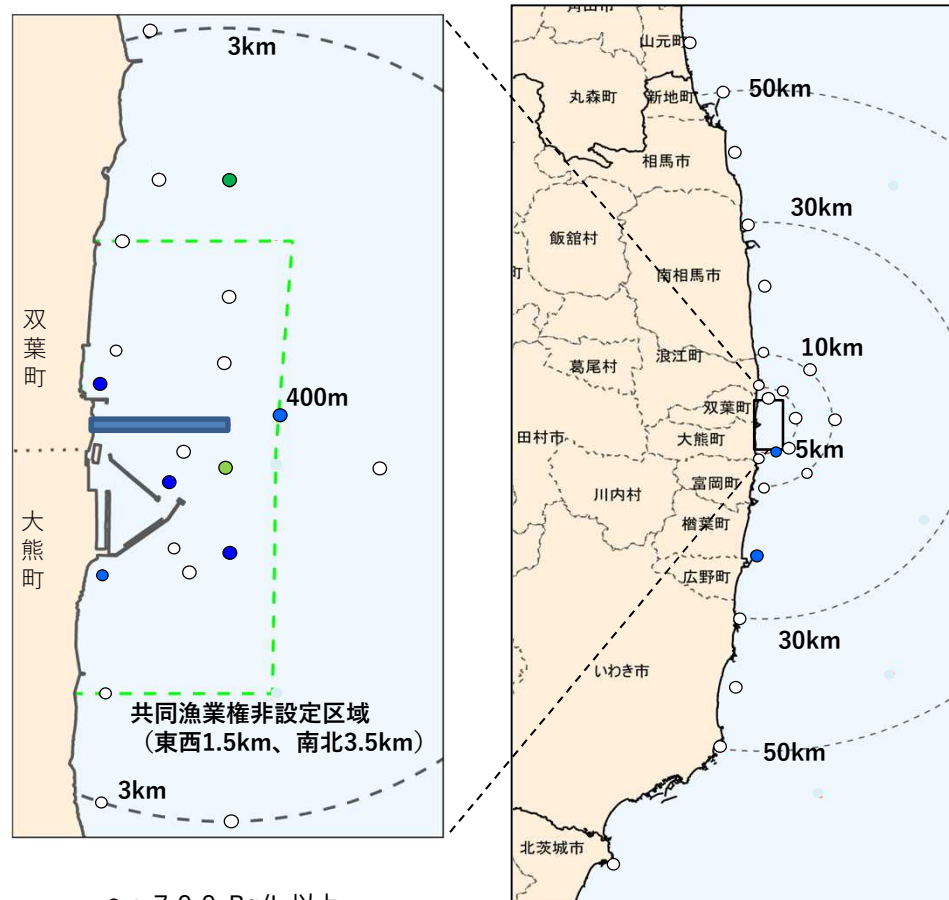 3km
双葉町
400m
大熊町
共同漁業権非設定区域
（東西1.5km、南北3.5km）
3km
山元町
丸森町
新地町
50km
相馬市
30km
飯舘村
南相馬市
町
10km
浪江町
葛尾村
双葉町
田村市
大熊町
5km
富岡町
川内村
楢葉町
広野町
30km
いわき市
50km
北茨城市